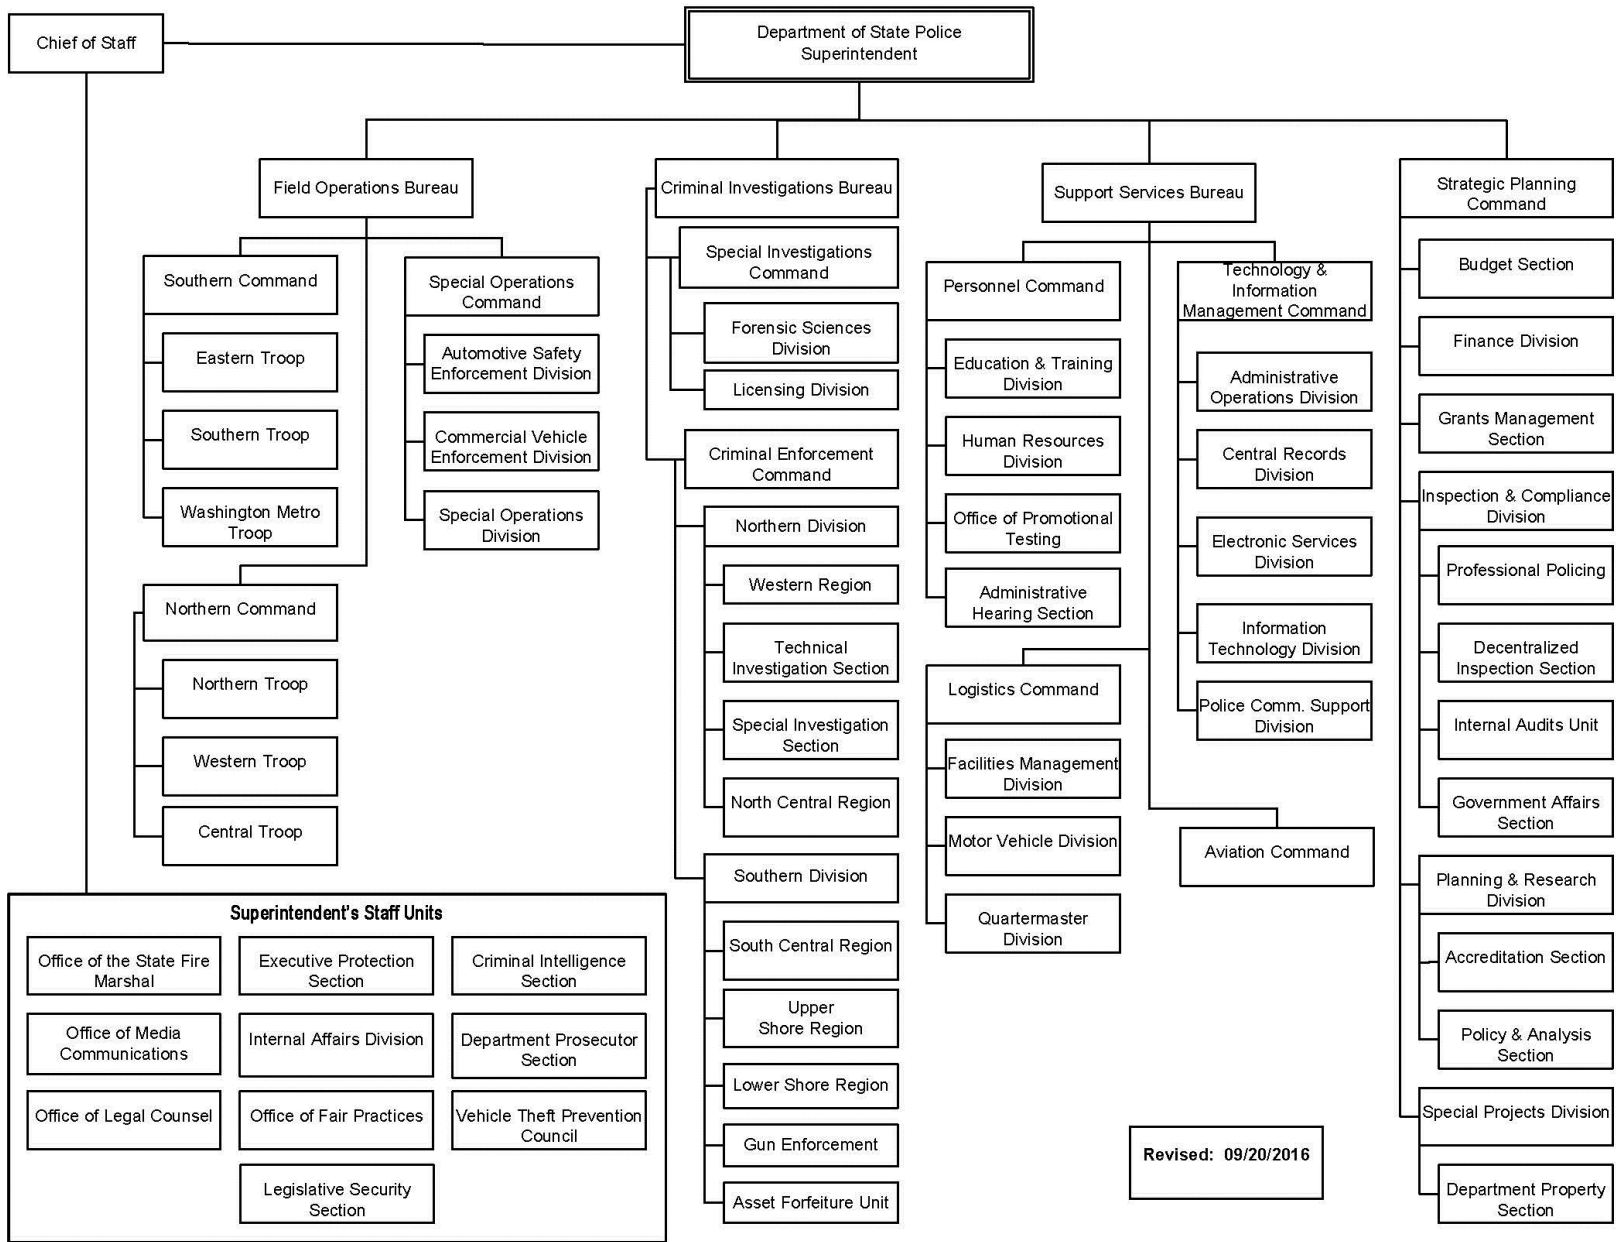 Chief of Staff
Department of State Police
Superintendent
Field Operations Bureau
Southern Command
Eastern Troop
Southern Troop
Washington Metro
Troop
Special Operations
Command
Automotive Safety
Enforcement Division
Commercial Vehicle
Enforcement Division
Special Operations
Division
Northern Command
Northern Troop
Western Troop
Central Troop
Criminal Investigations Bureau
Special Investigations
Command
Forensic Sciences
Division
Licensing Division
Criminal Enforcement
Command
Northern Division
Western Region
Technical
Investigation Section
Special Investigation
Section
North Central Region
Southern Division
South Central Region
Upper
Shore Region
Lower Shore Region
Gun Enforcement
Asset Forfeiture Unit
Support Services Bureau
Personnel Command
Education & Training
Division
Human Resources
Division
Office of Promotional
Testing
Administrative
Hearing Section
Technology &
Information
Management Command
Administrative
Operations Division
Central Records
Division
Electronic Services
Division
Information
Technology Division
Police Comm. Support
Division
Logistics Command
Facilities Management
Division
Motor Vehicle Division
Quartermaster
Division
Aviation Command
Strategic Planning
Command
Budget Section
Finance Division
Grants Management
Section
Inspection & Compliance
Division
Professional Policing
Decentralized
Inspection Section
Internal Audits Unit
Government Affairs
Section
Planning & Research
Division
Accreditation Section
Policy & Analysis
Section
Special Projects Division
Department Property
Section
Superintendent's Staff Units
Office of the State Fire
Marshal
Executive Protection
Section
Criminal Intelligence
Section
Office of Media
Communications
Internal Affairs Division
Department Prosecutor
Section
Office of Legal Counsel
Office of Fair Practices
Vehicle Theft Prevention
Council
Legislative Security
Section
Revised: 09/20/2016